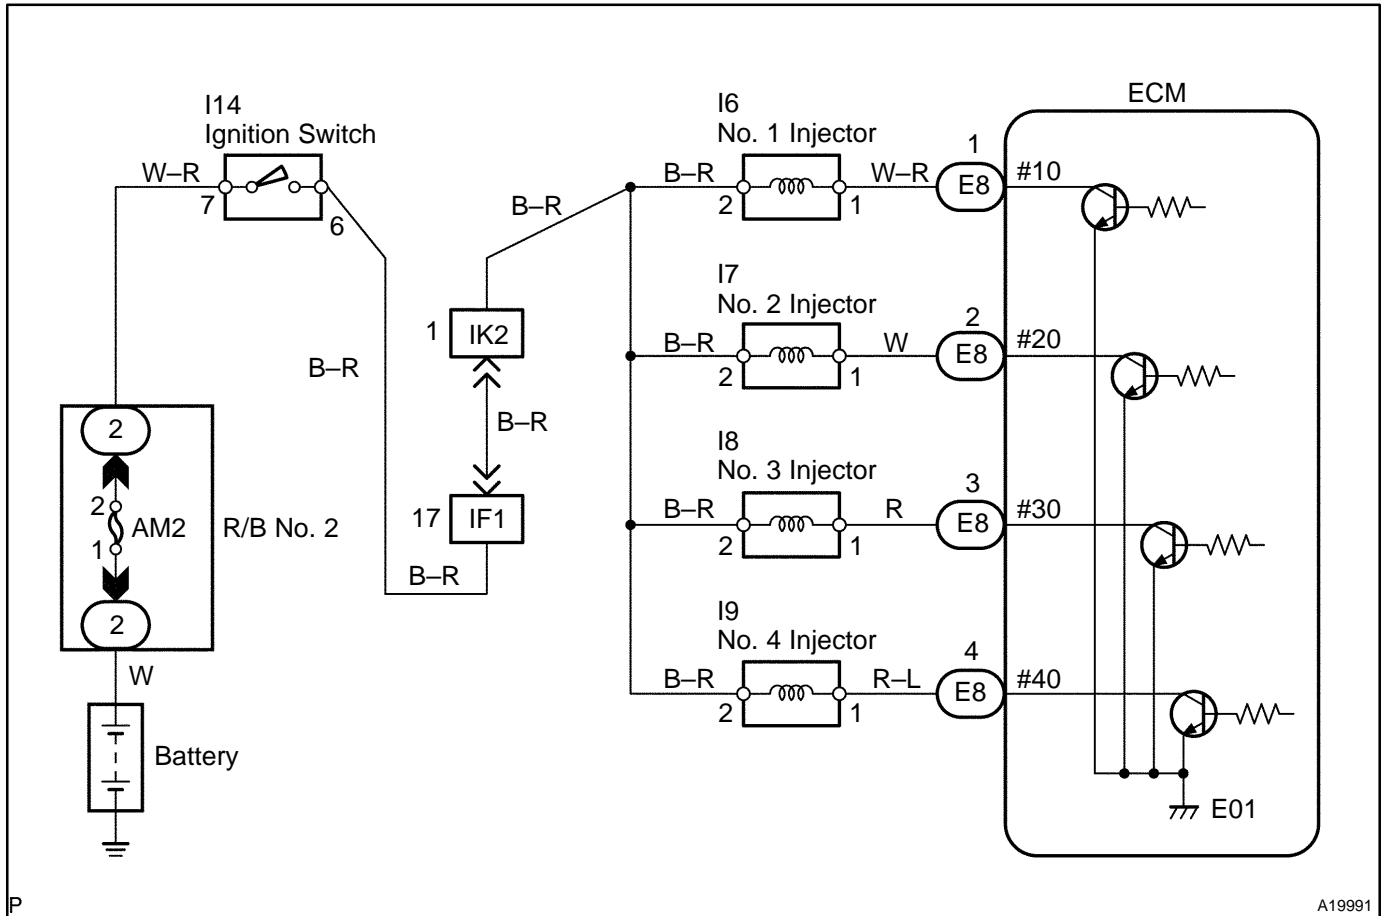 I14
Ignition Switch
W–R
7
6
B–R
1
IK2
B–R
B–R
17
IF1
B–R
2
2
AM2
1
2
R/B No. 2
W
Battery
I6
No. 1 Injector
B–R
2
1
W–R
1
E8
#10
I7
No. 2 Injector
B–R
2
1
W
2
E8
#20
I8
No. 3 Injector
B–R
2
1
R
3
E8
#30
I9
No. 4 Injector
B–R
2
1
R–L
4
E8
#40
ECM
E01
P
A19991